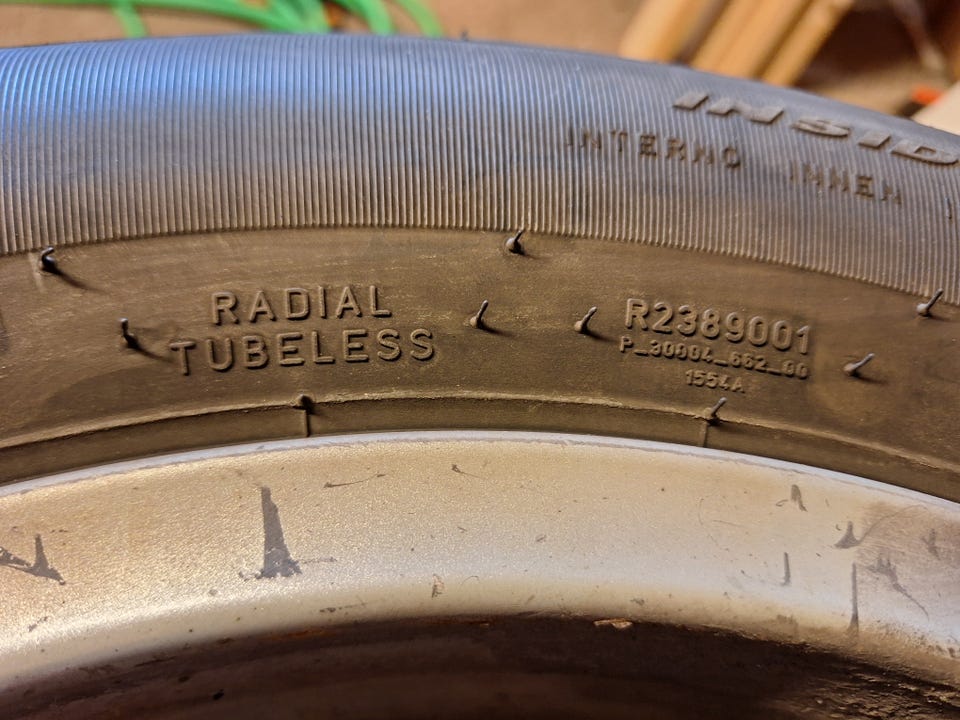 INSID
INTERNO INNEN
RADIAL
TUBELESS
R2389001
P_30004_662_00
1554A